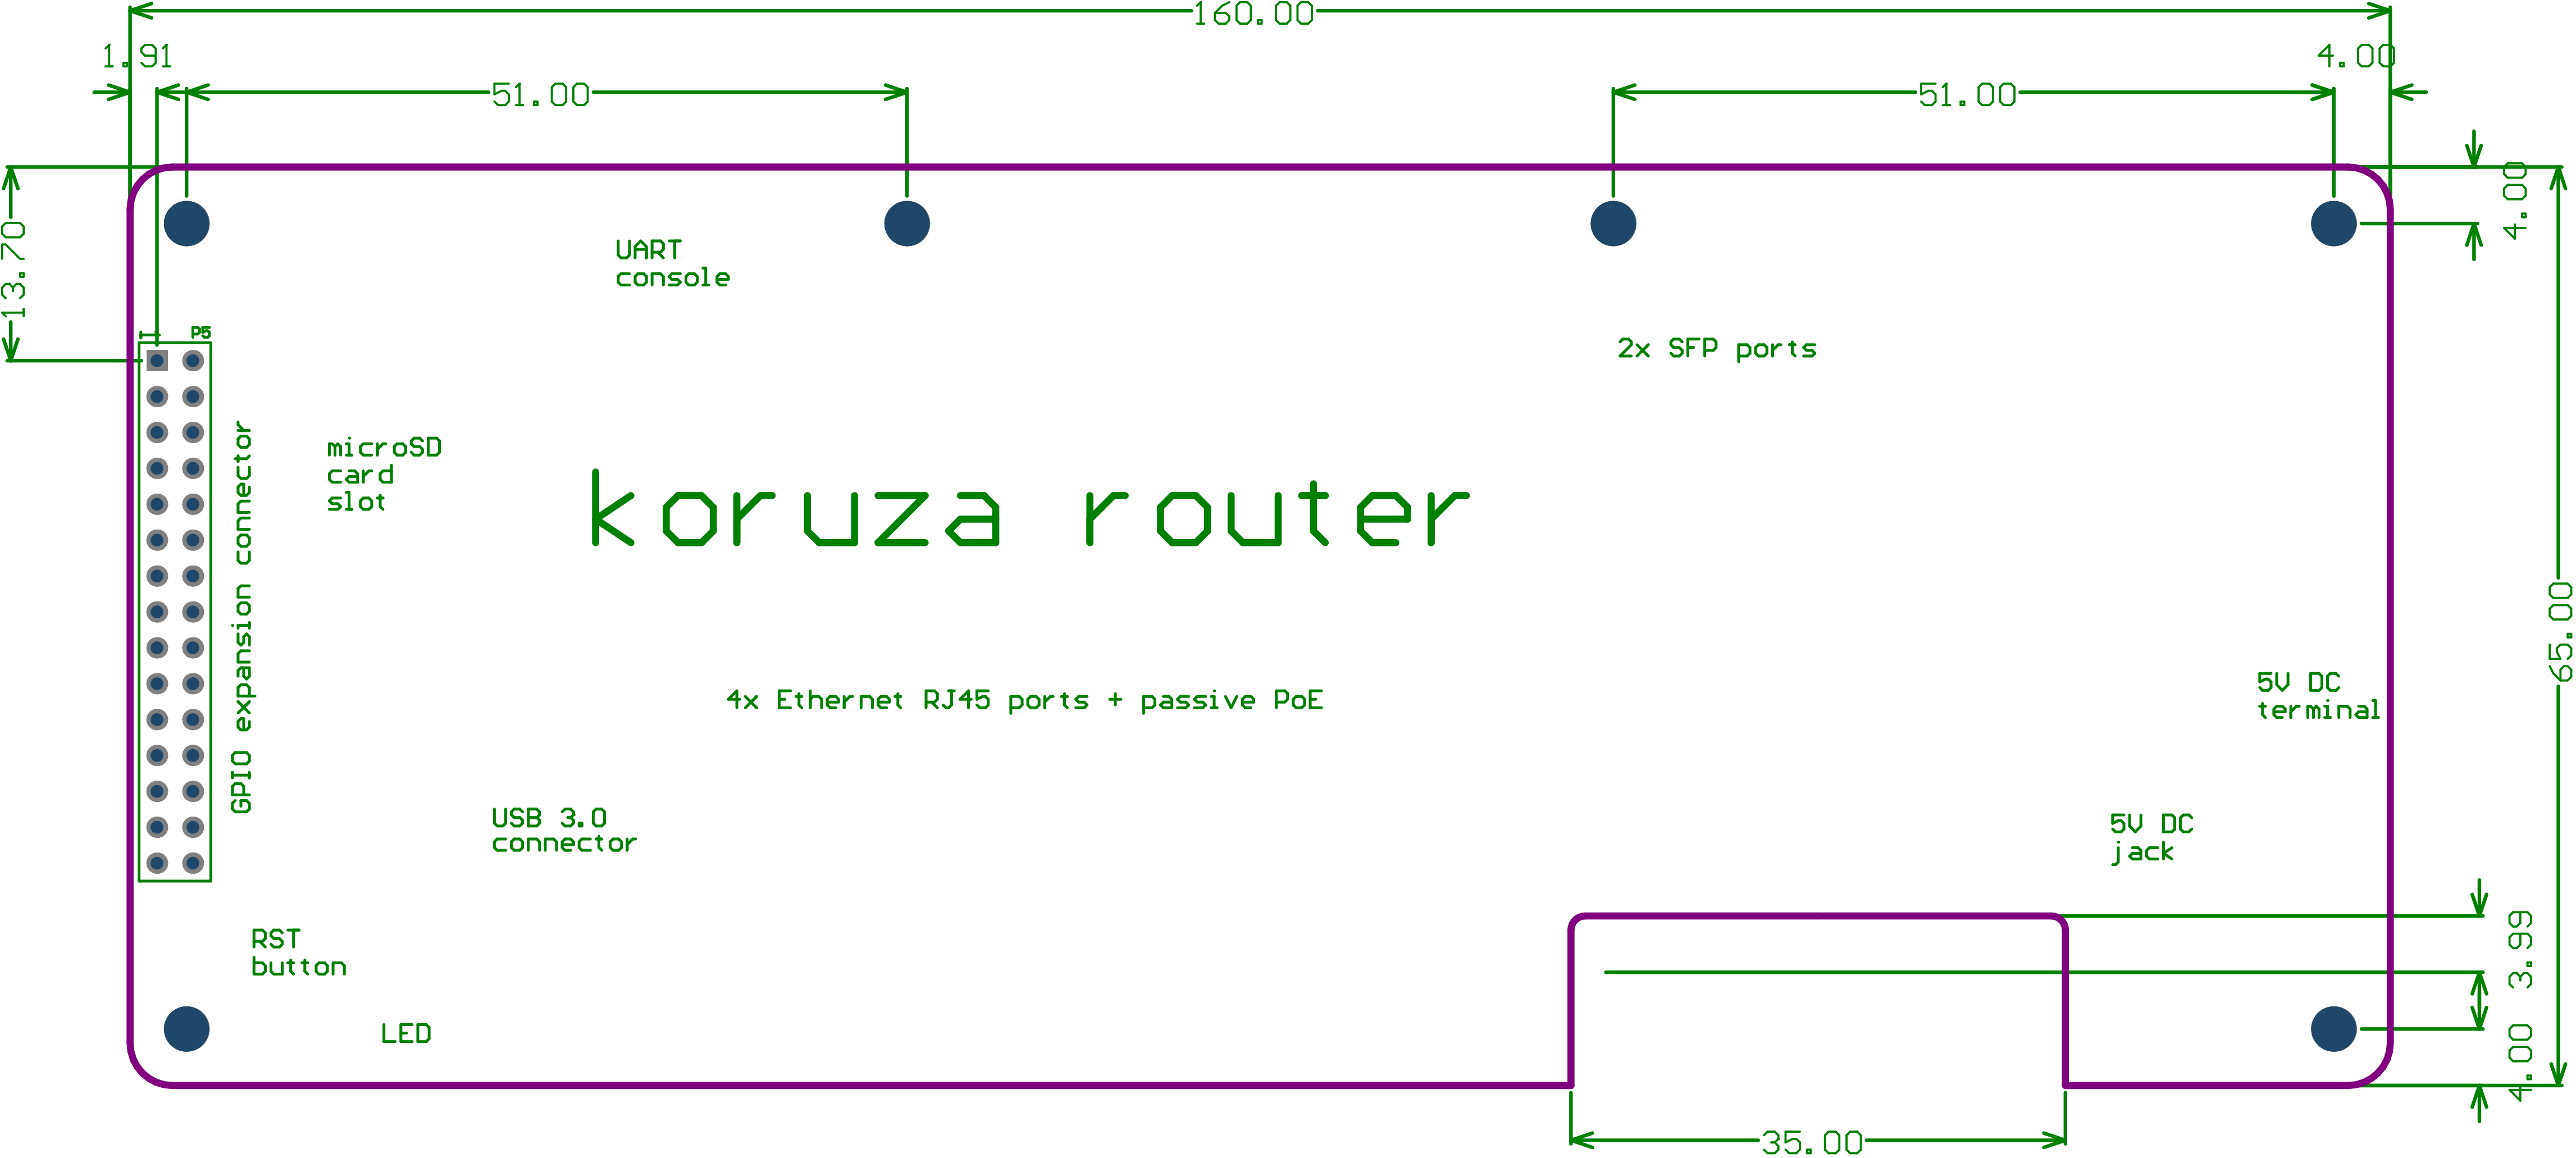 160.00
1.91
4.00
51.00
51.00
4.00
13.70
UART
console
1
P5
2x SFP ports
microSD
card
slot
GPIO expansion connector
koruza router
65.00
4x Ethernet RJ45 ports + passive PoE
5V DC
terminal
USB 3.0
connector
5V DC
jack
3.99
RST
button
LED
4.00
35.00